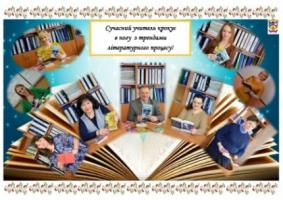 Сучасний учитель крокує
в ногу з трендами
літературного процесу!